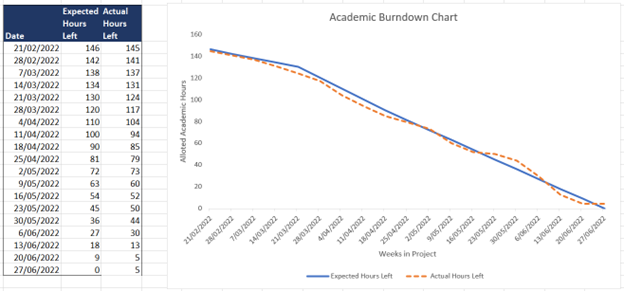 Expected Actual
Hours Hours
Date Left Left
21/02/2022 146 145
28/02/2022 142 141
7/03/2022 138 137
14/03/2022 134 131
21/03/2022 130 124
28/03/2022 120 117
4/04/2022 110 104
11/04/2022 100 94
18/04/2022 90 85
25/04/2022 81 79
2/05/2022 72 73
9/05/2022 63 60
16/05/2022 54 52
23/05/2022 45 50
30/05/2022 36 44
6/06/2022 27 30
13/06/2022 18 13
20/06/2022 9 5
27/06/2022 0 5
Academic Burndown Chart
160
140
120
100
80
60
40
20
0
Alloted Academic Hours
21/02/2022
28/02/2022
7/03/2022
14/03/2022
21/03/2022
28/03/2022
4/04/2022
11/04/2022
18/04/2022
25/04/2022
2/05/2022
9/05/2022
16/05/2022
23/05/2022
30/05/2022
6/06/2022
13/06/2022
20/06/2022
27/06/2022
Weeks in Project
Expected Hours Left Actual Hours Left